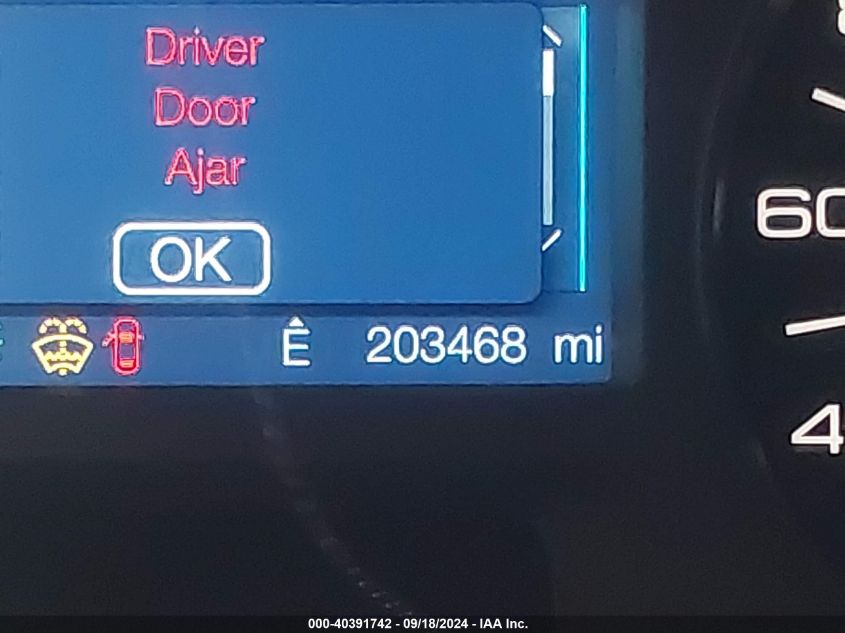 Driver
Door
Ajar
OK
Ê 203468 mi
60
4
000-40391742 - 09/18/2024 - IAA Inc.